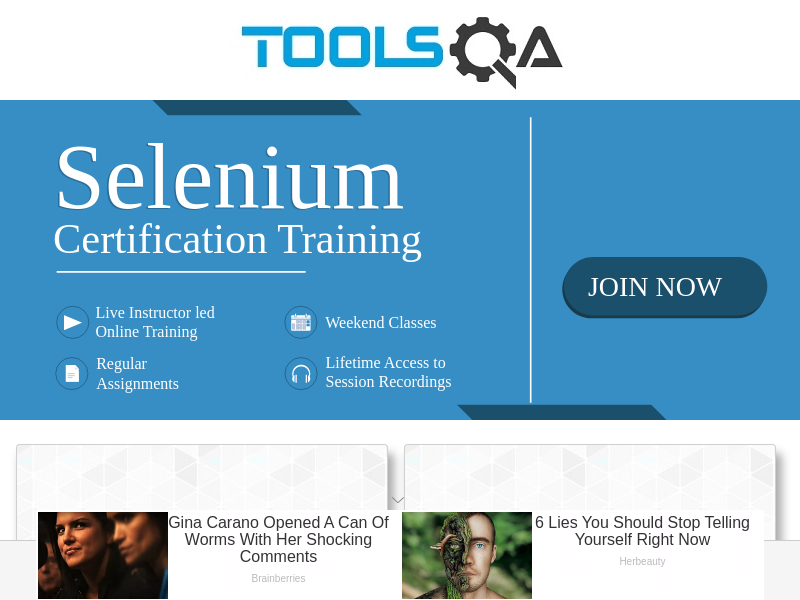 TOOLSQA
Selenium
Certification Training
JOIN NOW
Live Instructor led
Online Training
Weekend Classes
Regular
Assignments
Lifetime Access to
Session Recordings
Gina Carano Opened A Can Of
Worms With Her Shocking
Comments
Brainberries
6 Lies You Should Stop Telling
Yourself Right Now
Herbeauty